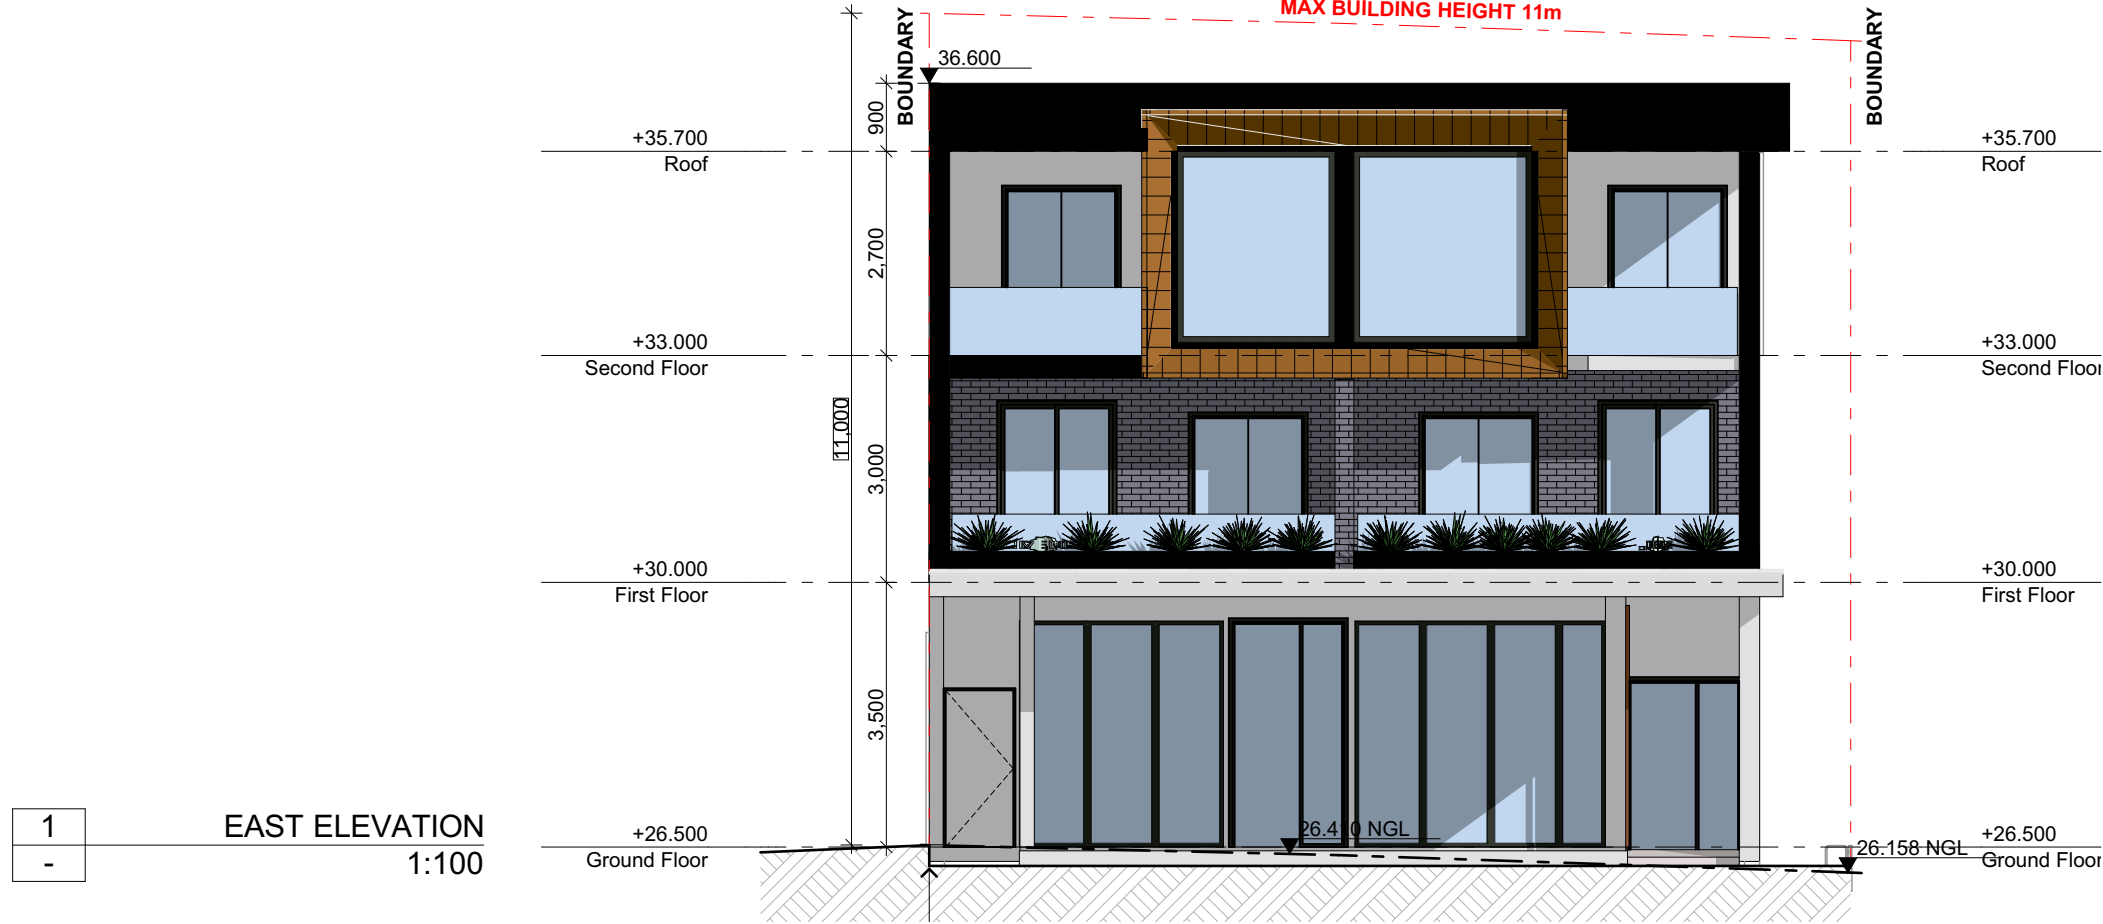 MAX BUILDING HEIGHT 11m
BOUNDARY
BOUNDARY
36.600
900
+35.700
Roof
+35.700
Roof
2,700
+33.000
Second Floor
+33.000
Second Floor
11,000
3,000
+30.000
First Floor
+30.000
First Floor
3,500
1
EAST ELEVATION
-
1:100
+26.500
Ground Floor
26.410 NGL
26.158 NGL
+26.500
Ground Floor